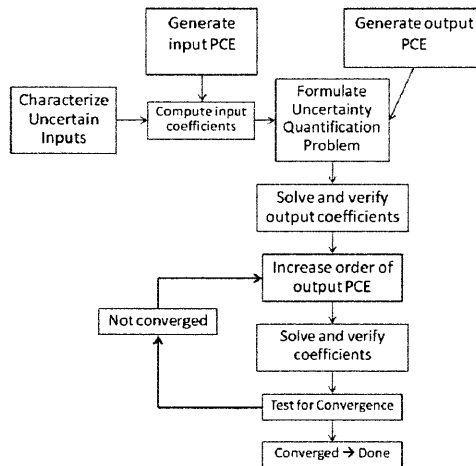 Generate
input PCE
Generate output
PCE
Characterize
Uncertain
Inputs
Compute input
coefficients
Formulate
Uncertainty
Quantification
Problem
Solve and verify
output coefficients
Increase order of
output PCE
Not converged
Solve and verify
coefficients
Test for Convergence
Converged → Done